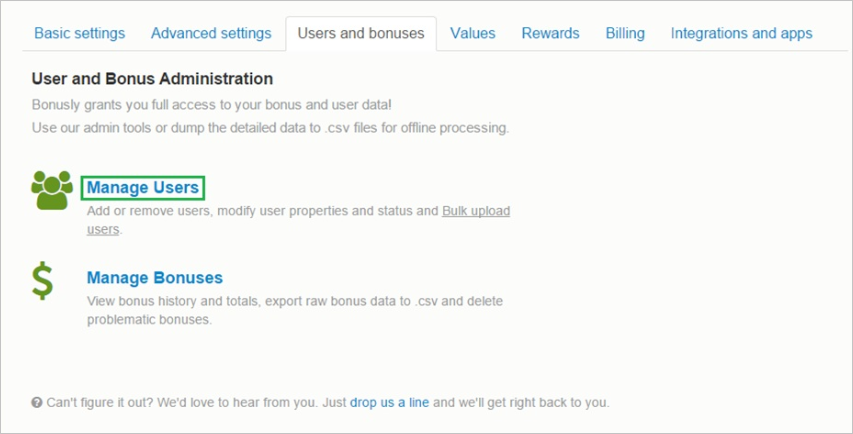 Basic settings Advanced settings Users and bonuses Values Rewards Billing Integrations and apps
User and Bonus Administration
Bonusly grants you full access to your bonus and user data!
Use our admin tools or dump the detailed data to .csv files for offline processing.
Manage Users
Add or remove users, modify user properties and status and Bulk upload
users.
Manage Bonuses
View bonus history and totals, export raw bonus data to .csv and delete
problematic bonuses.
Can't figure it out? We'd love to hear from you. Just drop us a line and we'll get right back to you.